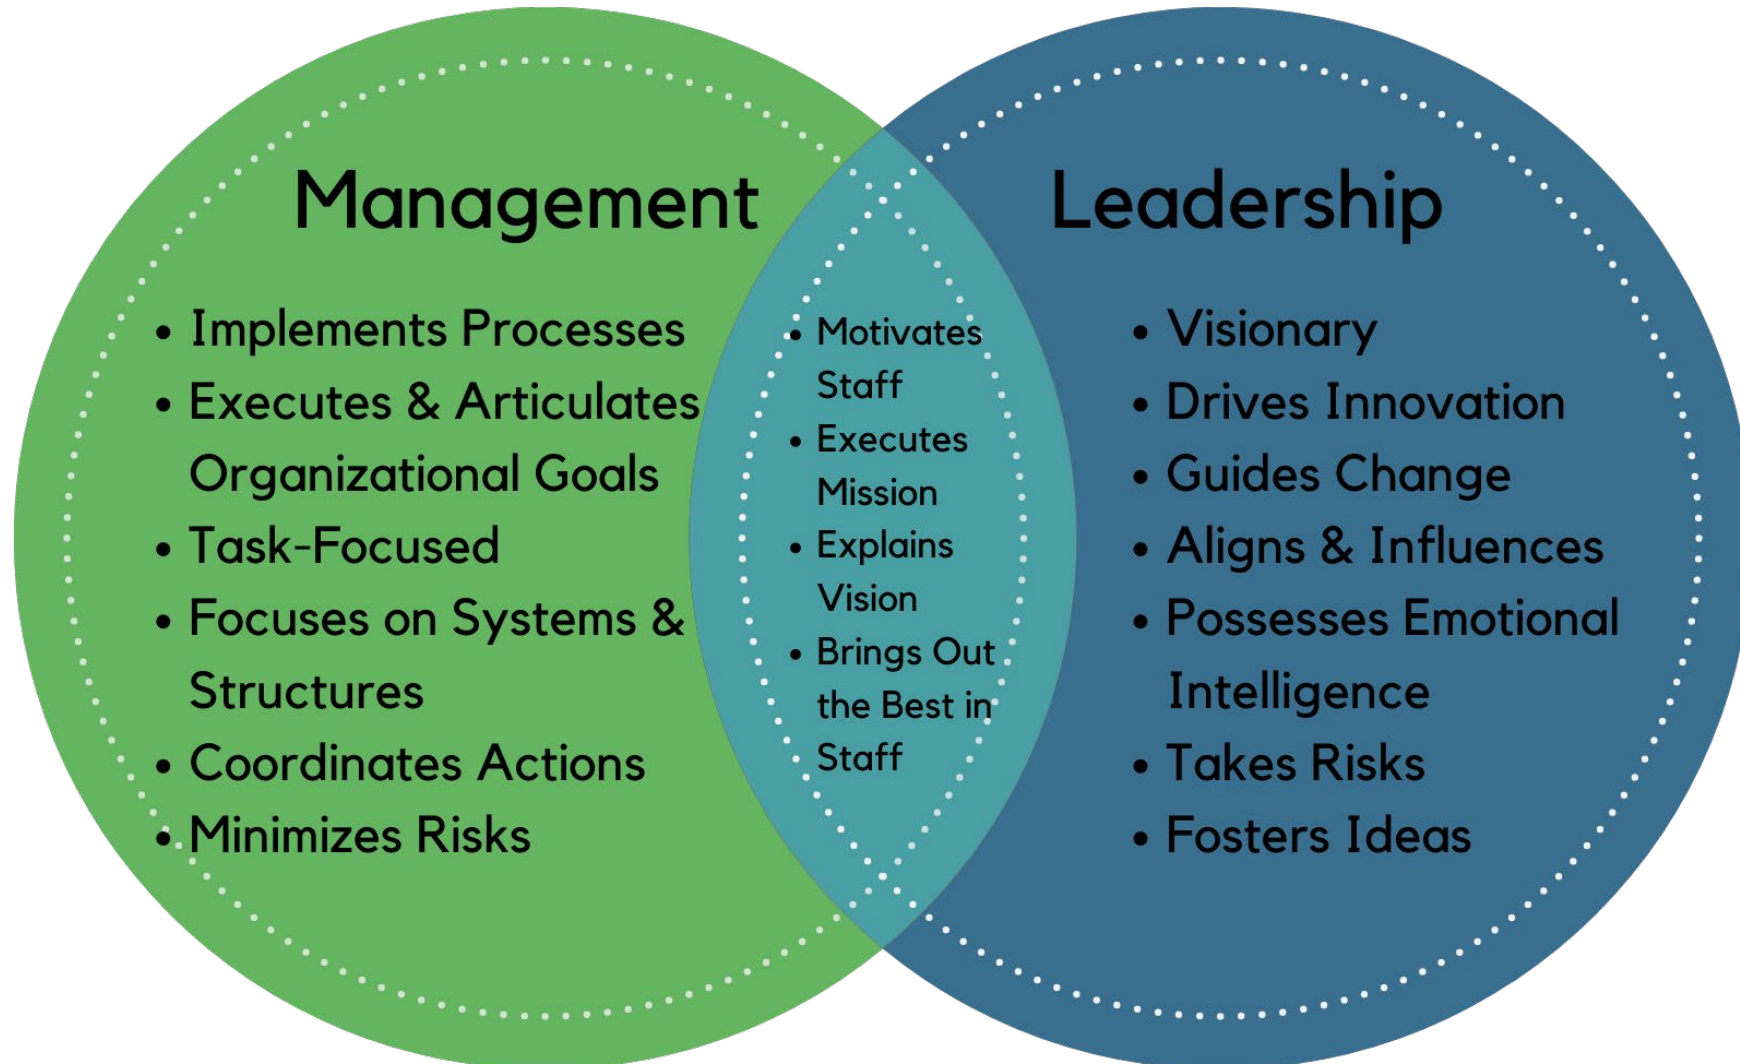 Management
• Implements Processes
• Executes & Articulates
Organizational Goals
• Task-Focused
• Focuses on Systems &
Structures
• Coordinates Actions
• Minimizes Risks
• Motivates
Staff
• Executes
Mission
• Explains
Vision
• Brings Out
the Best in
Staff
Leadership
• Visionary
• Drives Innovation
• Guides Change
• Aligns & Influences
• Possesses Emotional
Intelligence
• Takes Risks
• Fosters Ideas